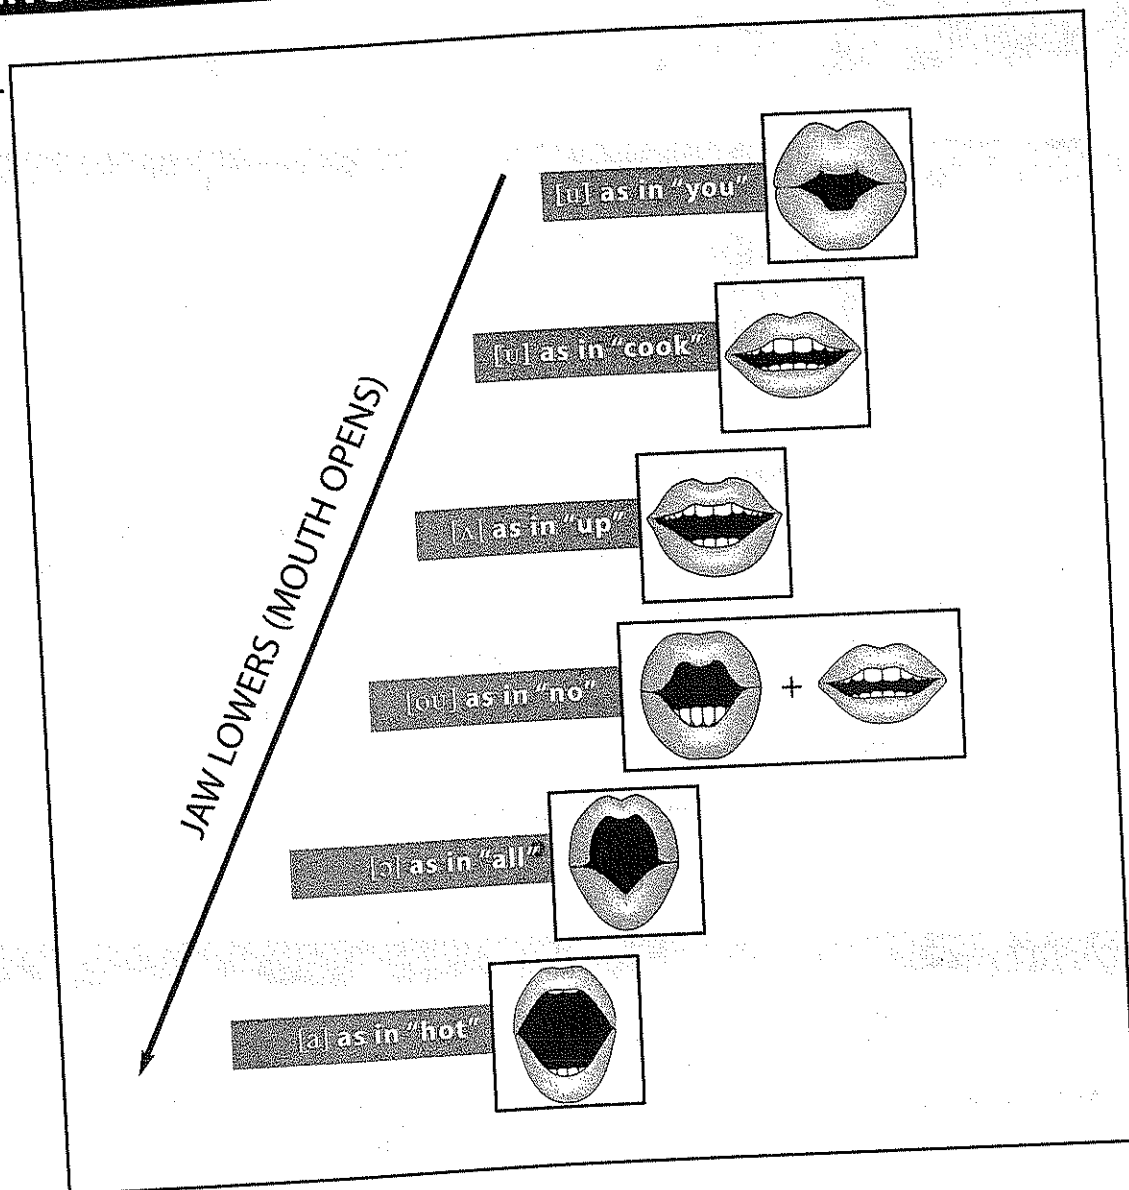 JAW LOWERS (MOUTH OPENS)
[u] as in "you"
[ʊ] as in "cook"
[ʌ] as in "up"
[oʊ] as in "no"
+
[ɔ] as in "all"
[a] as in "hot"